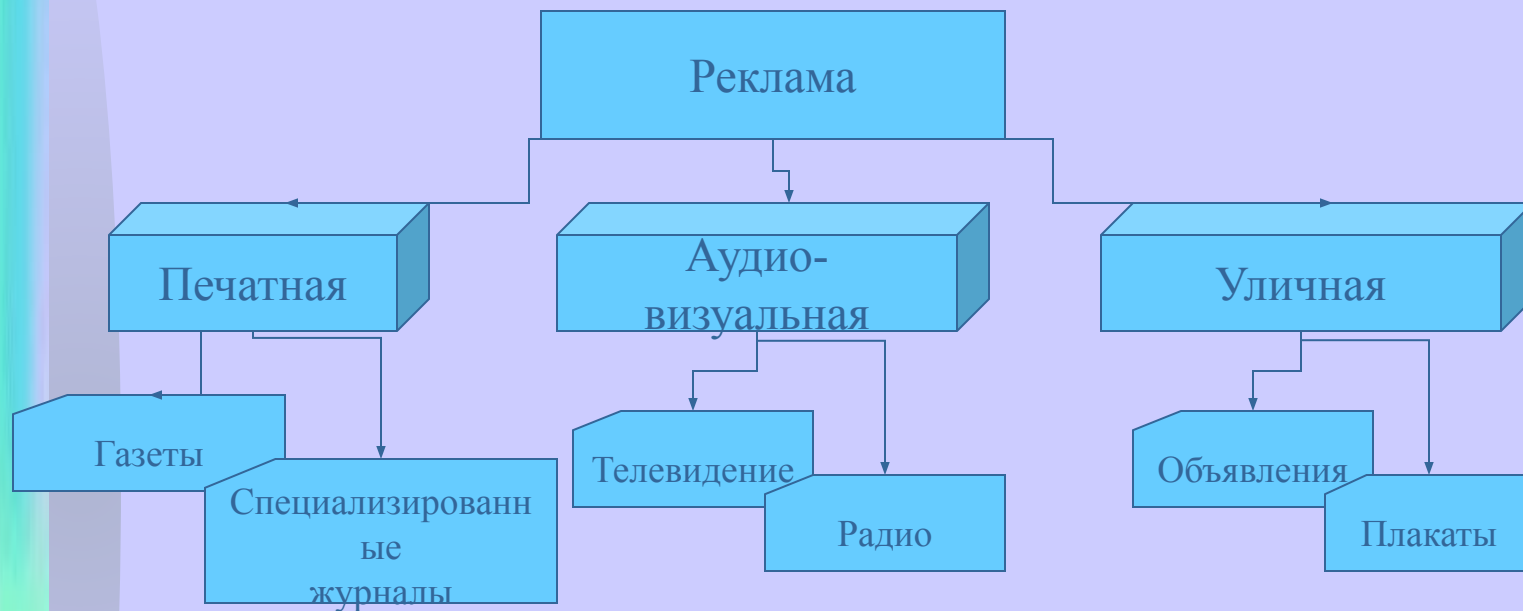 Реклама
Печатная
Аудио-
визуальная
Уличная
Газеты
Специализированн
ые
журналы
Телевидение
Радио
Объявления
Плакаты